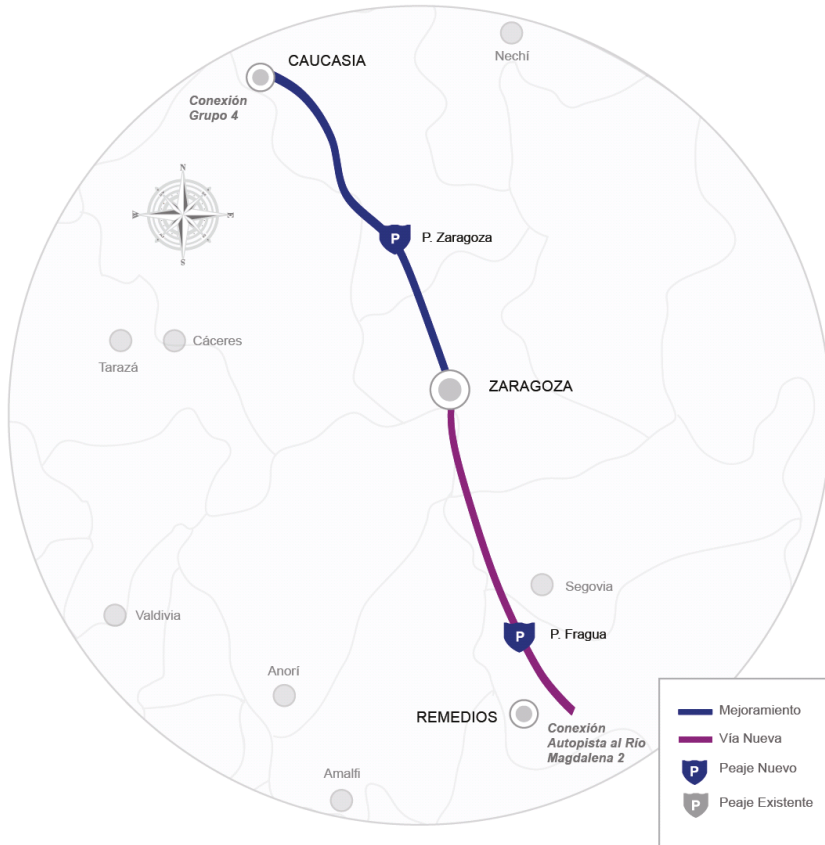 Nechí
CAUCASIA
Conexión
Grupo 4
N
W
E
S
P
P. Zaragoza
Cáceres
Tarazá
ZARAGOZA
Segovia
Valdivia
P
P. Fragua
Anorí
REMEDIOS
Conexión
Autopista al Río
Magdalena 2
Amalfi
Mejoramiento
Vía Nueva
P
Peaje Nuevo
P
Peaje Existente